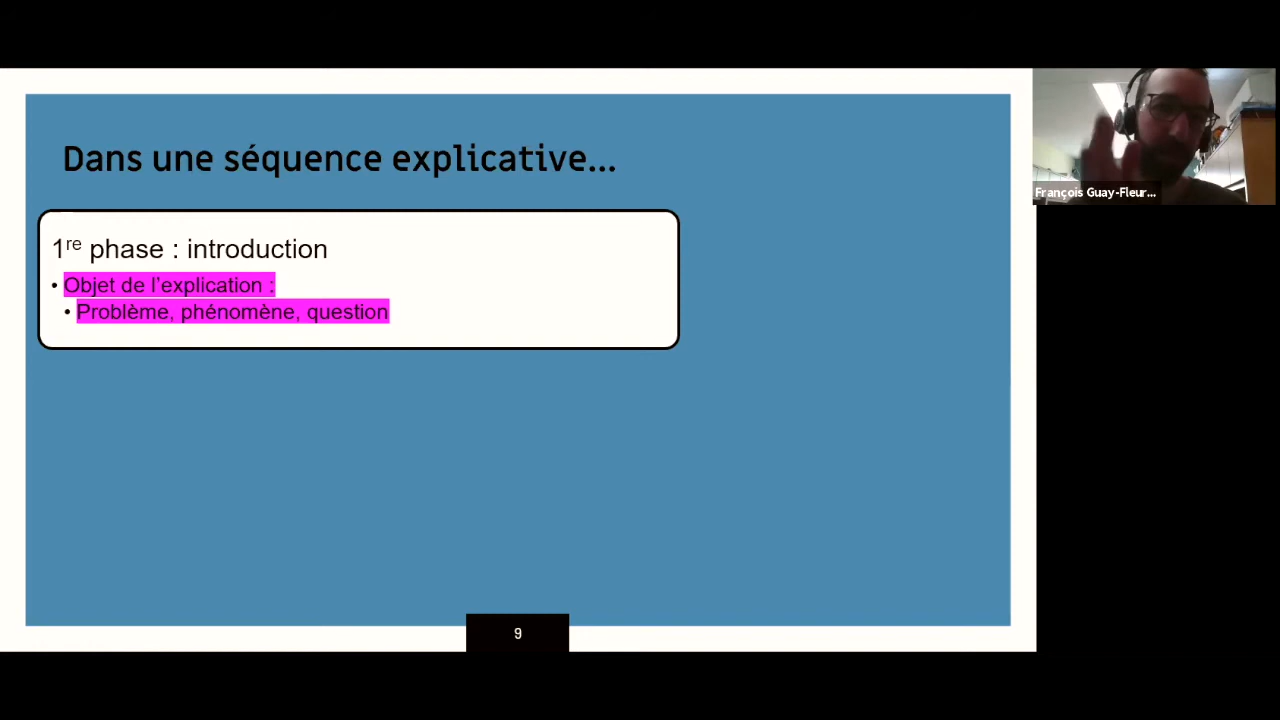 Dans une séquence explicative...
1re phase : introduction
• Objet de l'explication :
• Problème, phénomène, question
9
François Guay-Fleur...